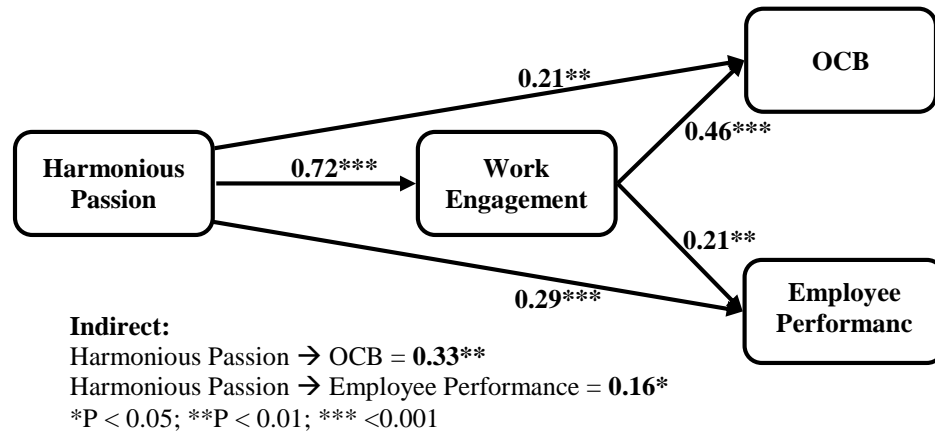 OCB
0.21**
0.46***
Harmonious
Passion
0.72***
Work
Engagement
0.21**
0.29***
Employee
Performanc
Indirect:
Harmonious Passion → OCB = 0.33**
Harmonious Passion → Employee Performance = 0.16*
*P < 0.05; **P < 0.01; *** <0.001